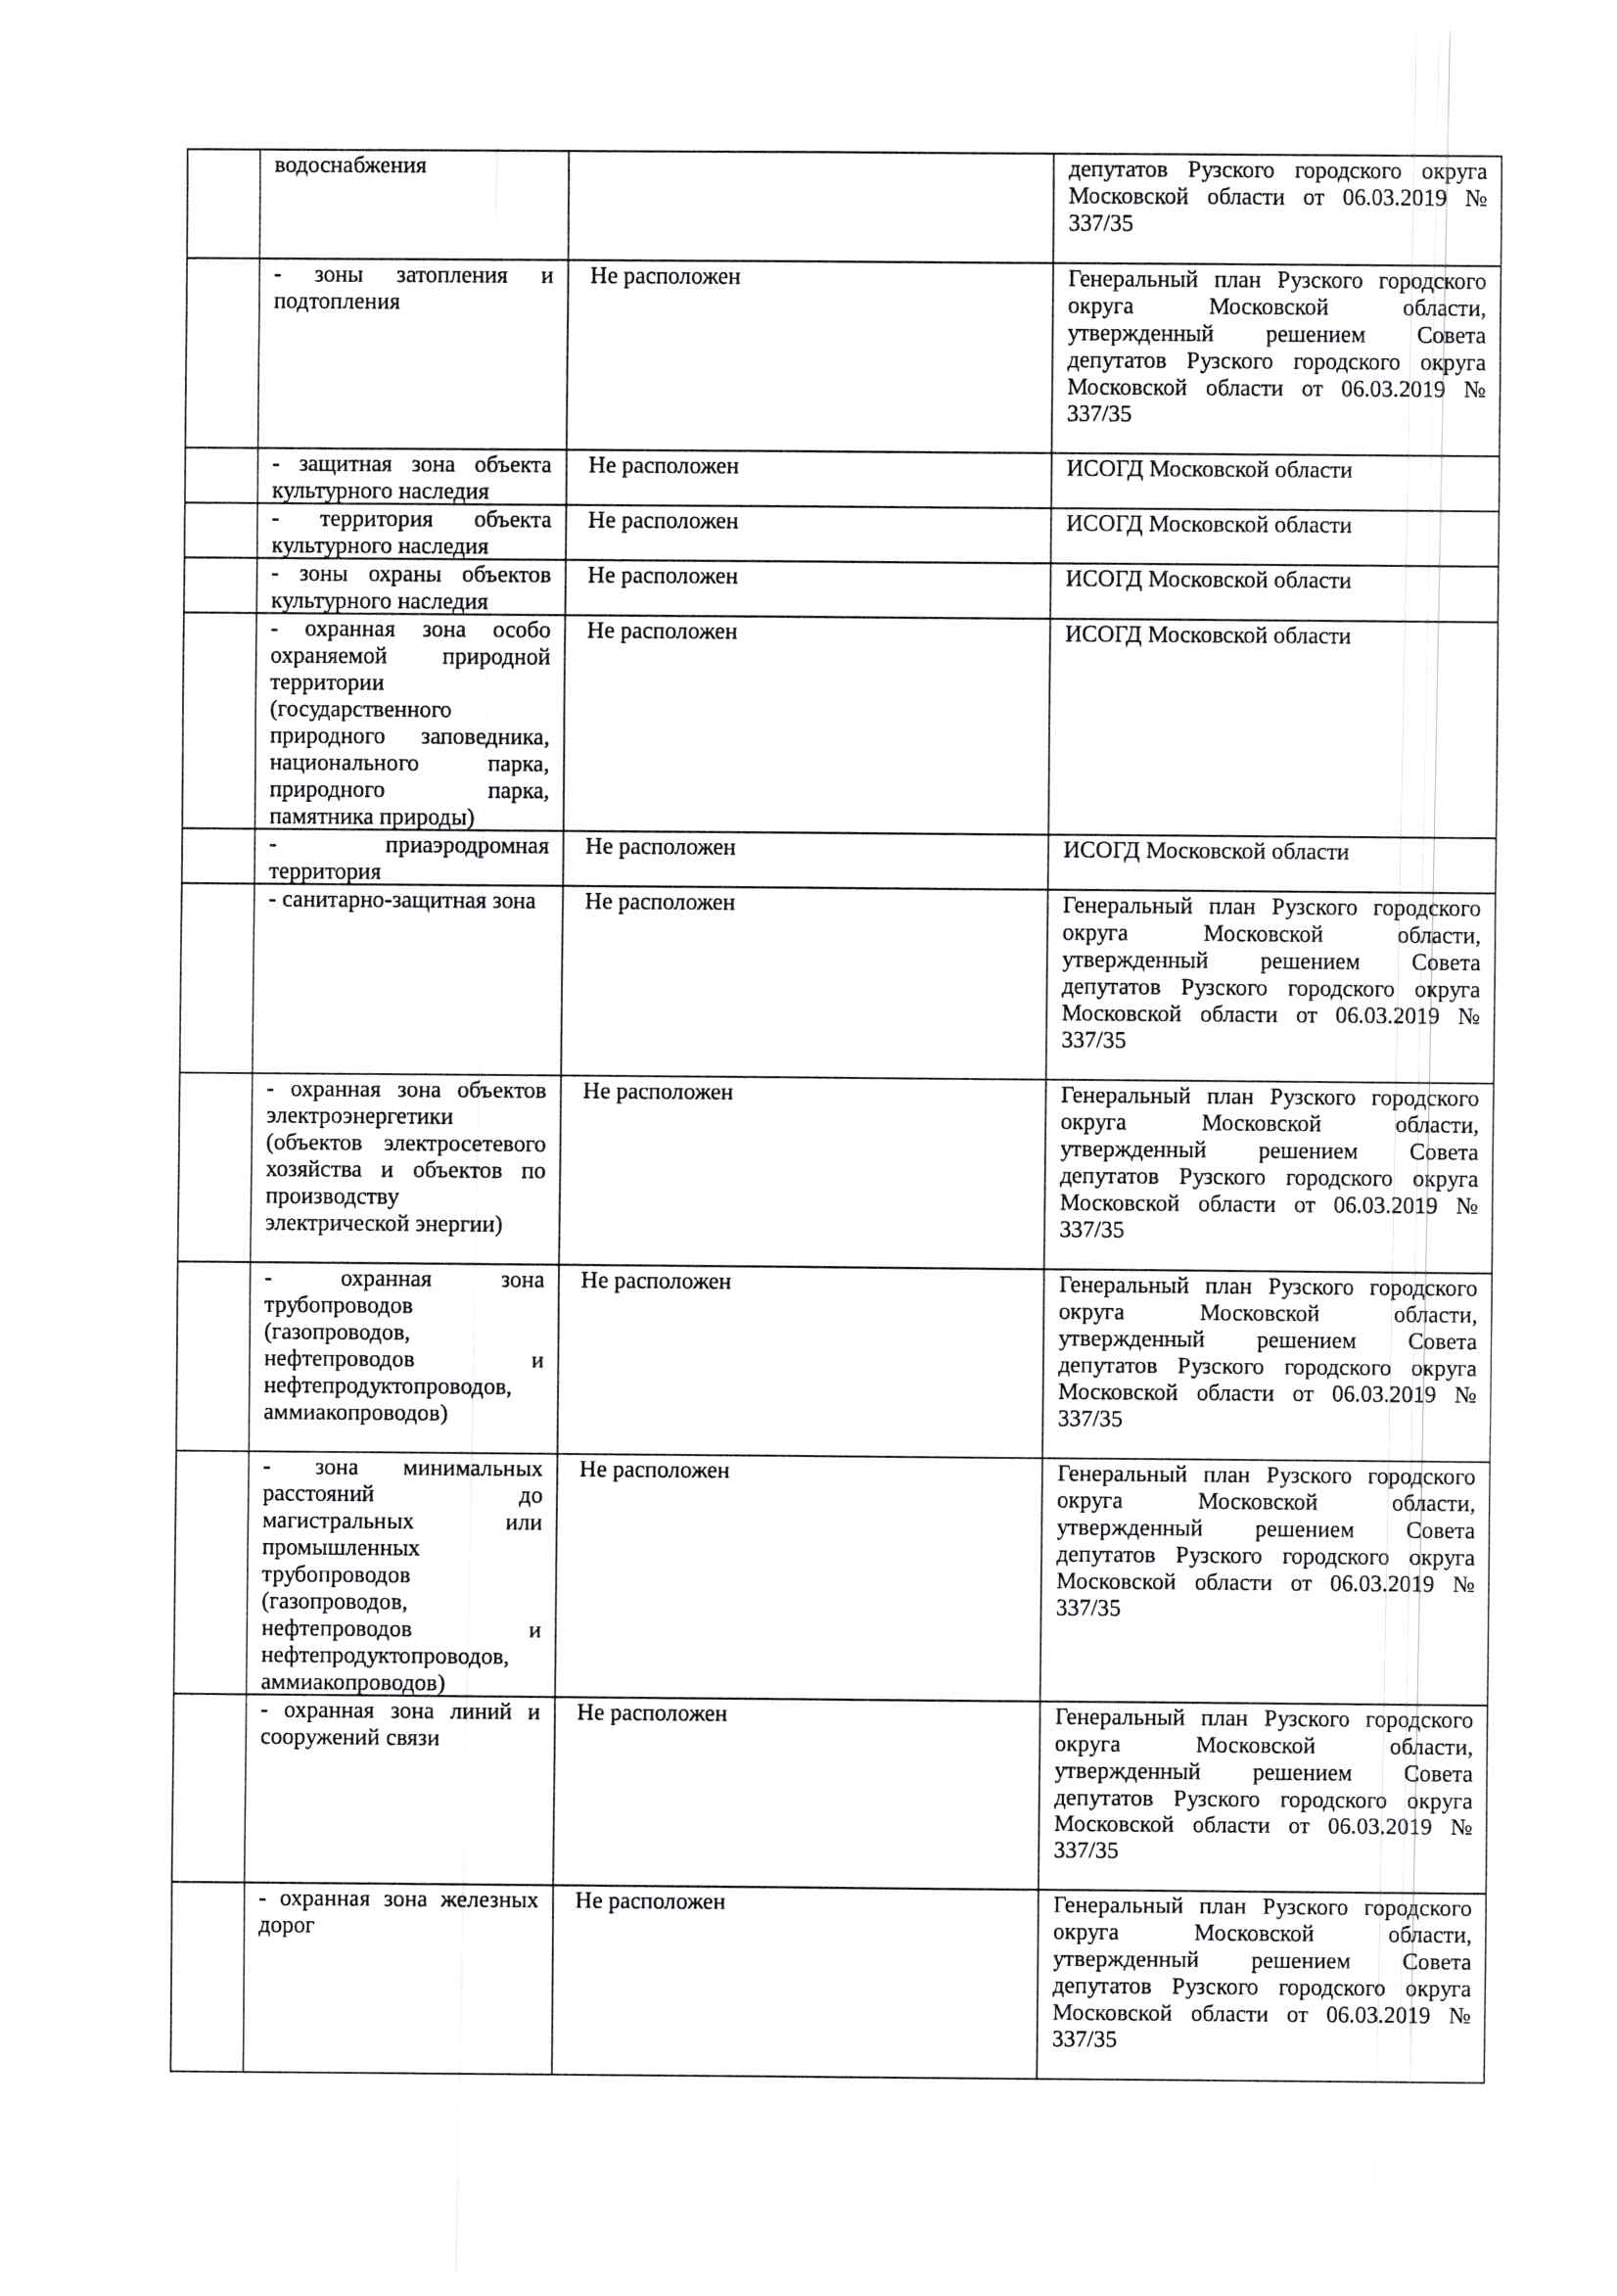 водоснабжения
депутатов Рузского городского округа
Московской области от 06.03.2019 №
337/35
- зоны затопления и
подтопления
Не расположен
Генеральный план Рузского городского
округа Московской области,
утвержденный решением Совета
депутатов Рузского городского округа
Московской области от 06.03.2019 №
337/35
- защитная зона объекта
культурного наследия
Не расположен
ИСОГД Московской области
- территория объекта
культурного наследия
Не расположен
ИСОГД Московской области
- зоны охраны объектов
культурного наследия
Не расположен
ИСОГД Московской области
- охранная зона особо
охраняемой природной
территории
(государственного
природного заповедника,
национального парка,
природного парка,
памятника природы)
Не расположен
ИСОГД Московской области
- приаэродромная
территория
Не расположен
ИСОГД Московской области
- санитарно-защитная зона
Не расположен
Генеральный план Рузского городского
округа Московской области,
утвержденный решением Совета
депутатов Рузского городского округа
Московской области от 06.03.2019 №
337/35
- охранная зона объектов
электроэнергетики
(объектов электросетевого
хозяйства и объектов по
производству
электрической энергии)
Не расположен
Генеральный план Рузского городского
округа Московской области,
утвержденный решением Совета
депутатов Рузского городского округа
Московской области от 06.03.2019 №
337/35
- охранная зона
трубопроводов
(газопроводов,
нефтепроводов и
нефтепродуктопроводов,
аммиакопроводов)
Не расположен
Генеральный план Рузского городского
округа Московской области,
утвержденный решением Совета
депутатов Рузского городского округа
Московской области от 06.03.2019 №
337/35
- зона минимальных
расстояний до
магистральных или
промышленных
трубопроводов
(газопроводов,
нефтепроводов и
нефтепродуктопроводов,
аммиакопроводов)
Не расположен
Генеральный план Рузского городского
округа Московской области,
утвержденный решением Совета
депутатов Рузского городского округа
Московской области от 06.03.2019 №
337/35
- охранная зона линий и
сооружений связи
Не расположен
Генеральный план Рузского городского
округа Московской области,
утвержденный решением Совета
депутатов Рузского городского округа
Московской области от 06.03.2019 №
337/35
- охранная зона железных
дорог
Не расположен
Генеральный план Рузского городского
округа Московской области,
утвержденный решением Совета
депутатов Рузского городского округа
Московской области от 06.03.2019 №
337/35